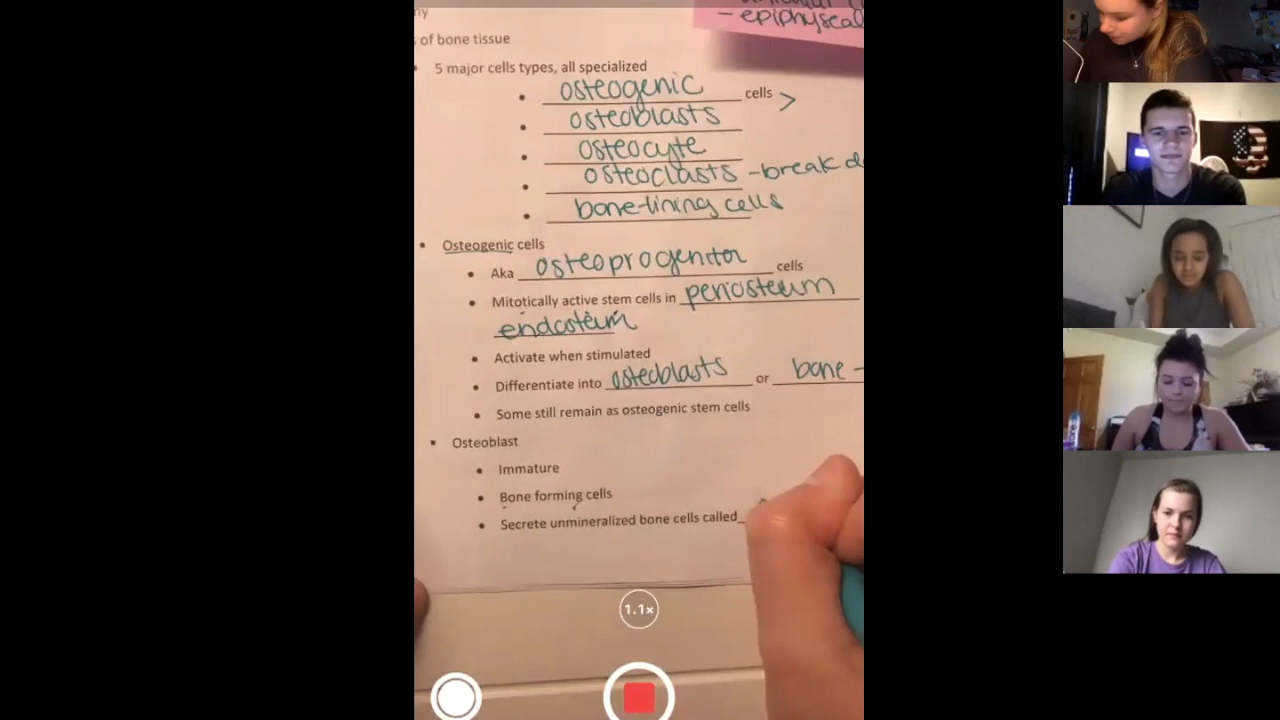 - epiphyseal
of bone tissue
5 major cells types, all specialized
osteogenic cells >
osteoblasts
osteocyte
osteoclasts - break
bone-lining cells
Osteogenic cells
Aka osteoprogenitor cells
Mitotically active stem cells in periosteum
endosteum
Activate when stimulated
Differentiate into osteoblasts or bone -
Some still remain as osteogenic stem cells
Osteoblast
Immature
Bone forming cells
Secrete unmineralized bone cells called
1.1x